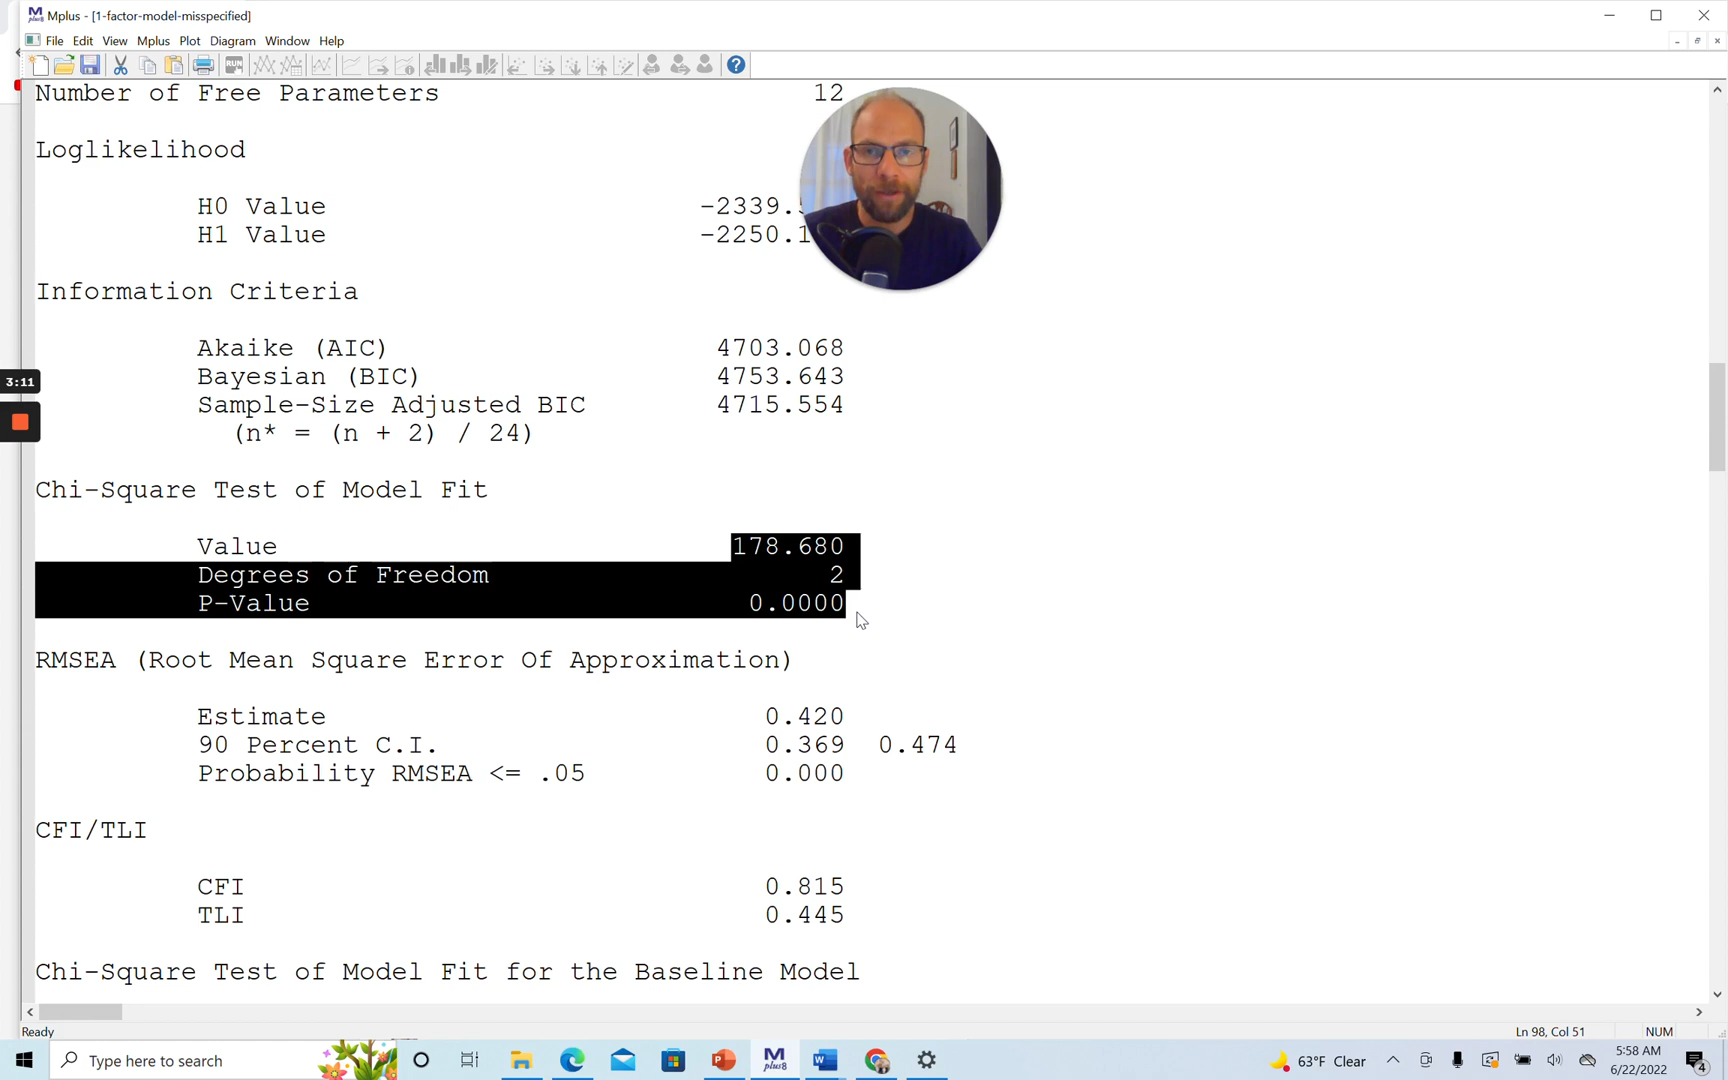 Mplus - [1-factor-model-misspecified]
File Edit View Mplus Plot Diagram Window Help
RUN
Number of Free Parameters 12
Loglikelihood
H0 Value -2339.
H1 Value -2250.1
Information Criteria
Akaike (AIC) 4703.068
Bayesian (BIC) 4753.643
3:11
Sample-Size Adjusted BIC 4715.554
(n* = (n + 2) / 24)
Chi-Square Test of Model Fit
Value 178.680
Degrees of Freedom 2
P-Value 0.0000
RMSEA (Root Mean Square Error Of Approximation)
Estimate 0.420
90 Percent C.I. 0.369 0.474
Probability RMSEA <= .05 0.000
CFI/TLI
CFI 0.815
TLI 0.445
Chi-Square Test of Model Fit for the Baseline Model
Ready Ln 98, Col 51 NUM
Type here to search
63°F Clear
5:58 AM
6/22/2022
4